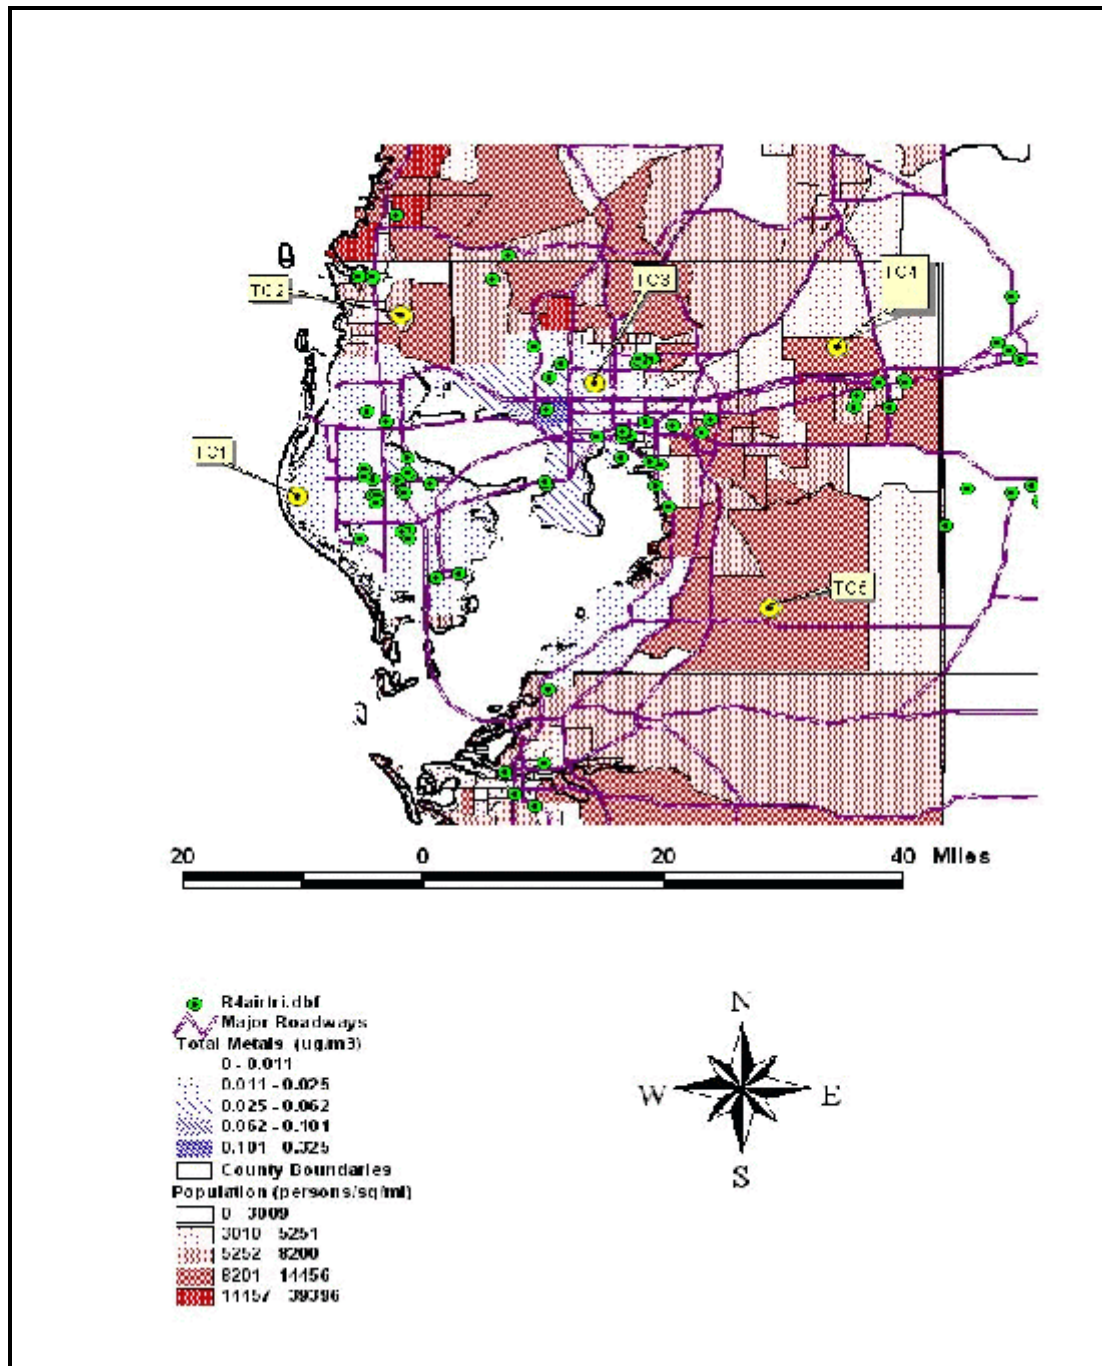 TC3
TC4
TC2
TC1
TC5
20 0 20 40 Miles
R4airtri.dbf
Major Roadways
Total Metals (ug/m3)
0 - 0.011
0.011 - 0.025
0.025 - 0.062
0.062 - 0.101
0.101 - 0.325
County Boundaries
Population (persons/sq/mi)
0 - 3009
3010 - 5251
5252 - 8200
8201 - 14456
14457 - 39396
N
W E
S